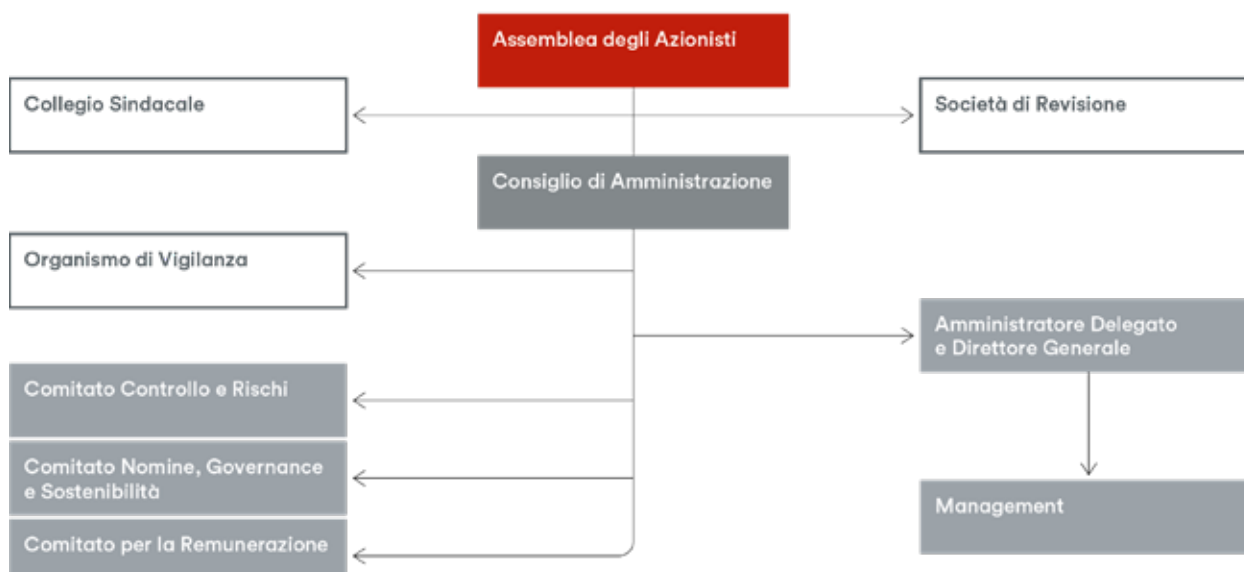 Assemblea degli Azionisti
Collegio Sindacale
Società di Revisione
Consiglio di Amministrazione
Organismo di Vigilanza
Amministratore Delegato
e Direttore Generale
Comitato Controllo e Rischi
Comitato Nomine, Governance
e Sostenibilità
Management
Comitato per la Remunerazione